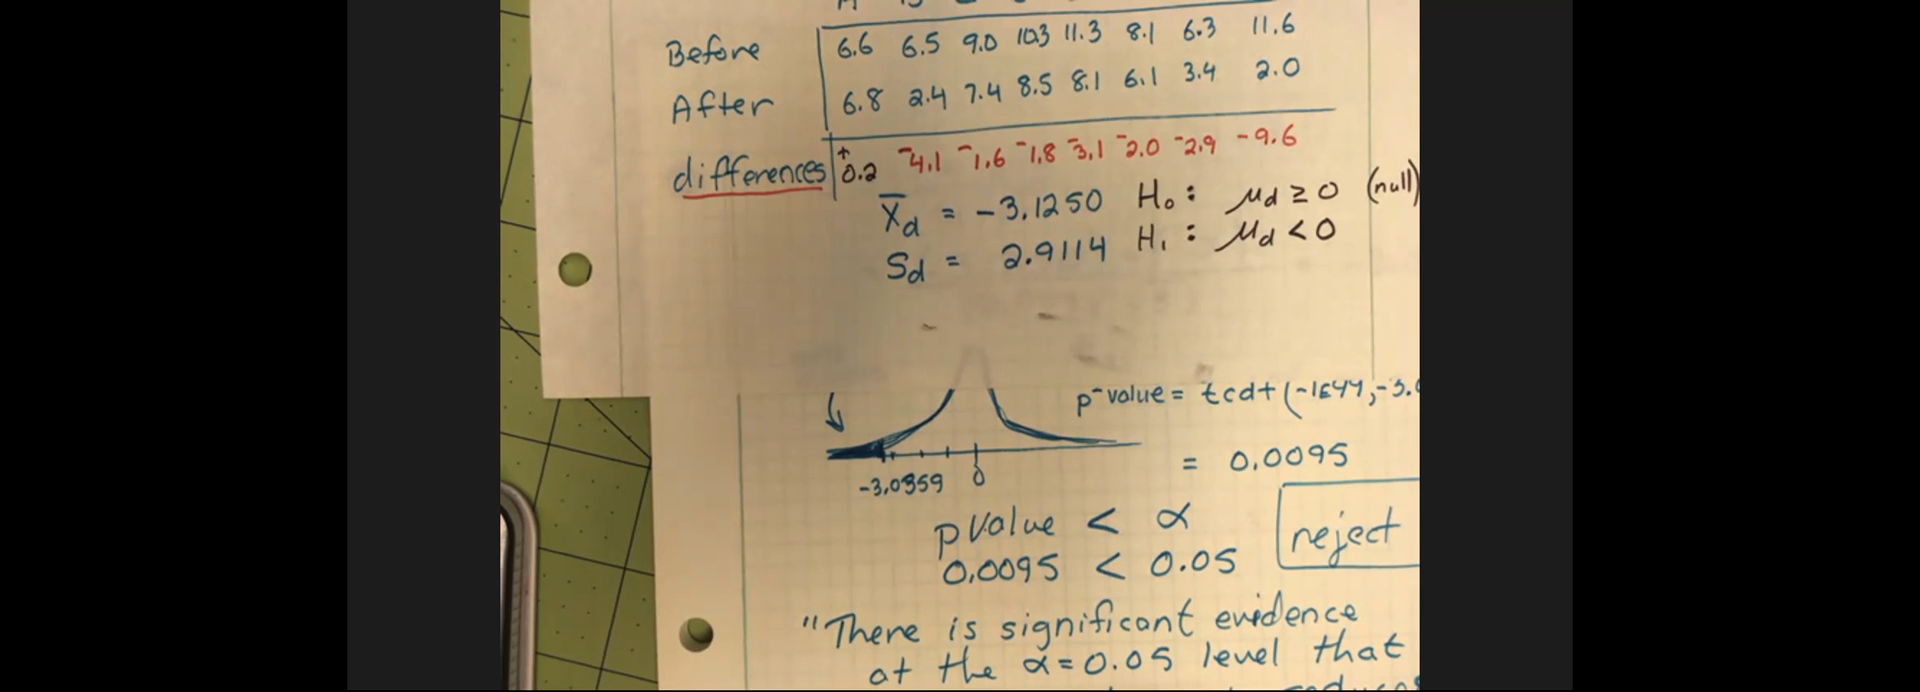 Before 6.6 6.5 9.0 10.3 11.3 8.1 6.3 11.6
After 6.8 2.4 7.4 8.5 8.1 6.1 3.4 2.0
differences +0.2 -4.1 -1.6 -1.8 -3.1 -2.0 -2.9 -9.6
X̄d = -3.1250 H₀: μd ≥ 0 (null)
Sd = 2.9114 H₁: μd < 0
p-value = tcdf(-1E99, -3.0
-3.0359 0
= 0.0095
pvalue < α
0.0095 < 0.05 reject
"There is significant evidence
at the α = 0.05 level that